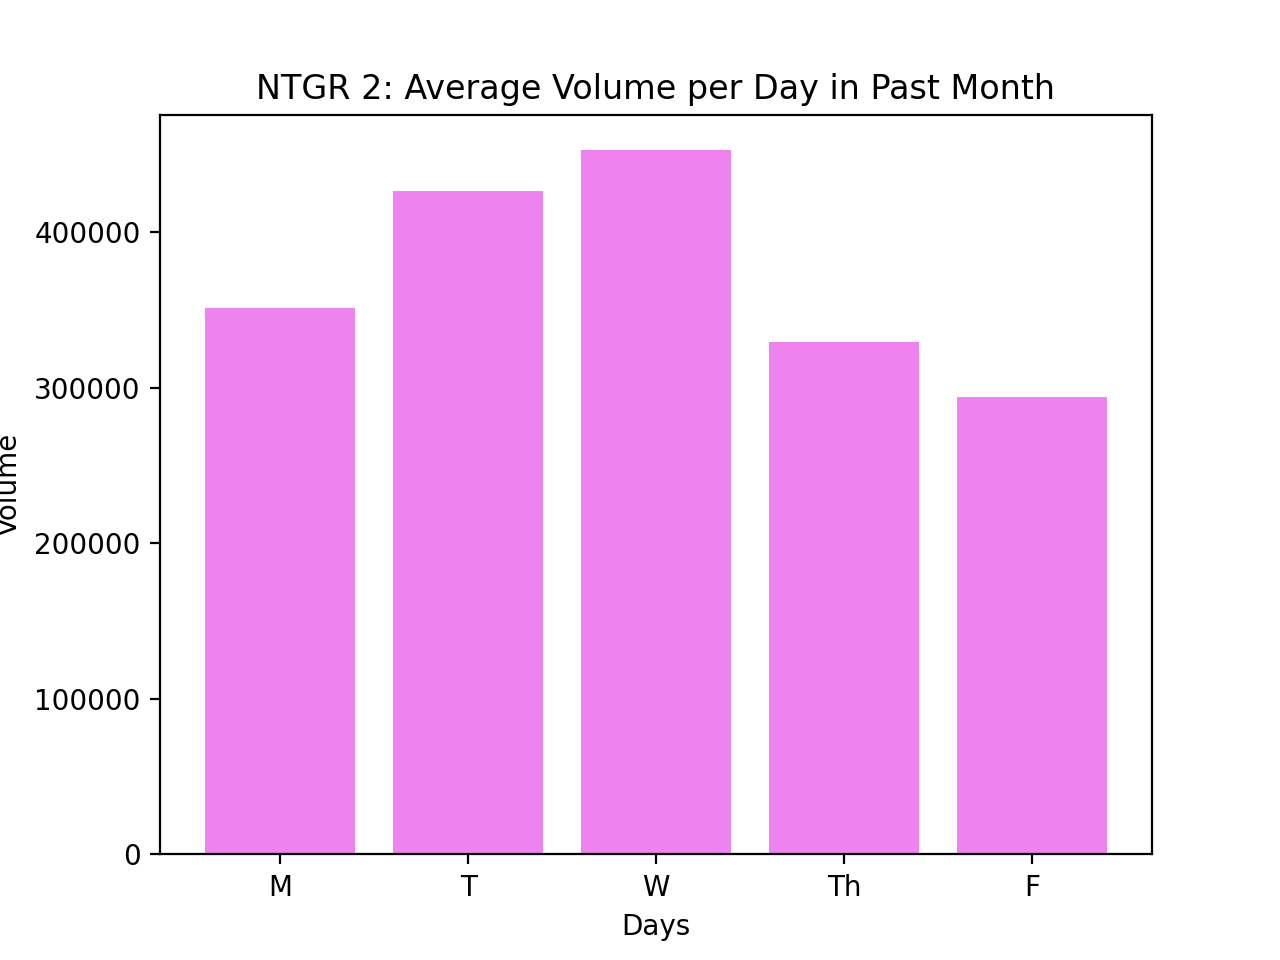 NTGR 2: Average Volume per Day in Past Month
Volume
400000
300000
200000
100000
0
M T W Th F
Days